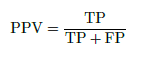 PPV = TP / (TP + FP)